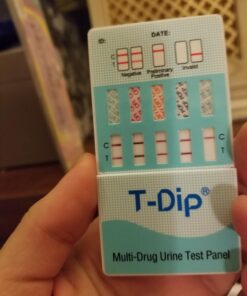 ID: DATE:
C
T
Negative Preliminary Positive Invalid
C C
T T
T-Dip®
Multi-Drug Urine Test Panel